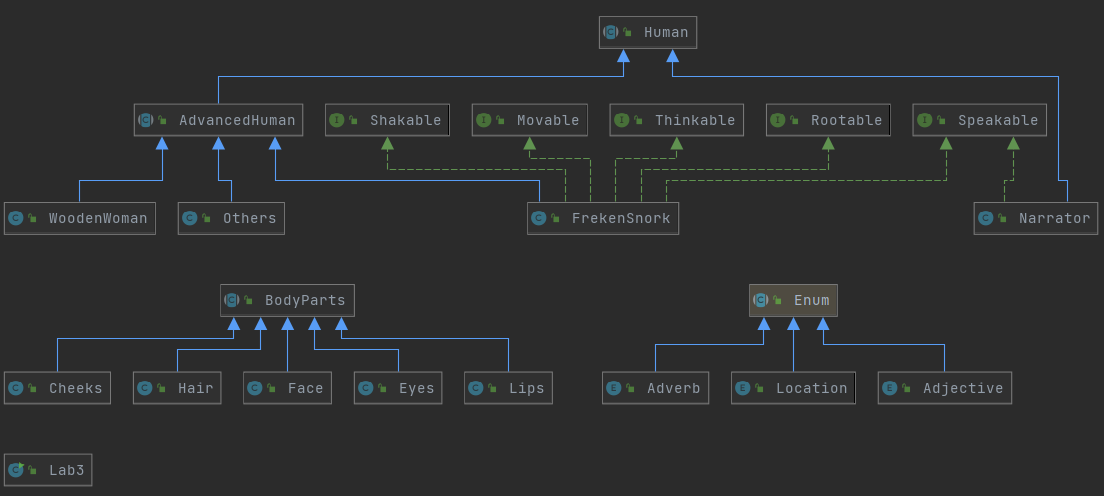 Human
AdvancedHuman Shakable Movable Thinkable Rootable Speakable
WoodenWoman Others FrekenSnork Narrator
BodyParts Enum
Cheeks Hair Face Eyes Lips Adverb Location Adjective
Lab3